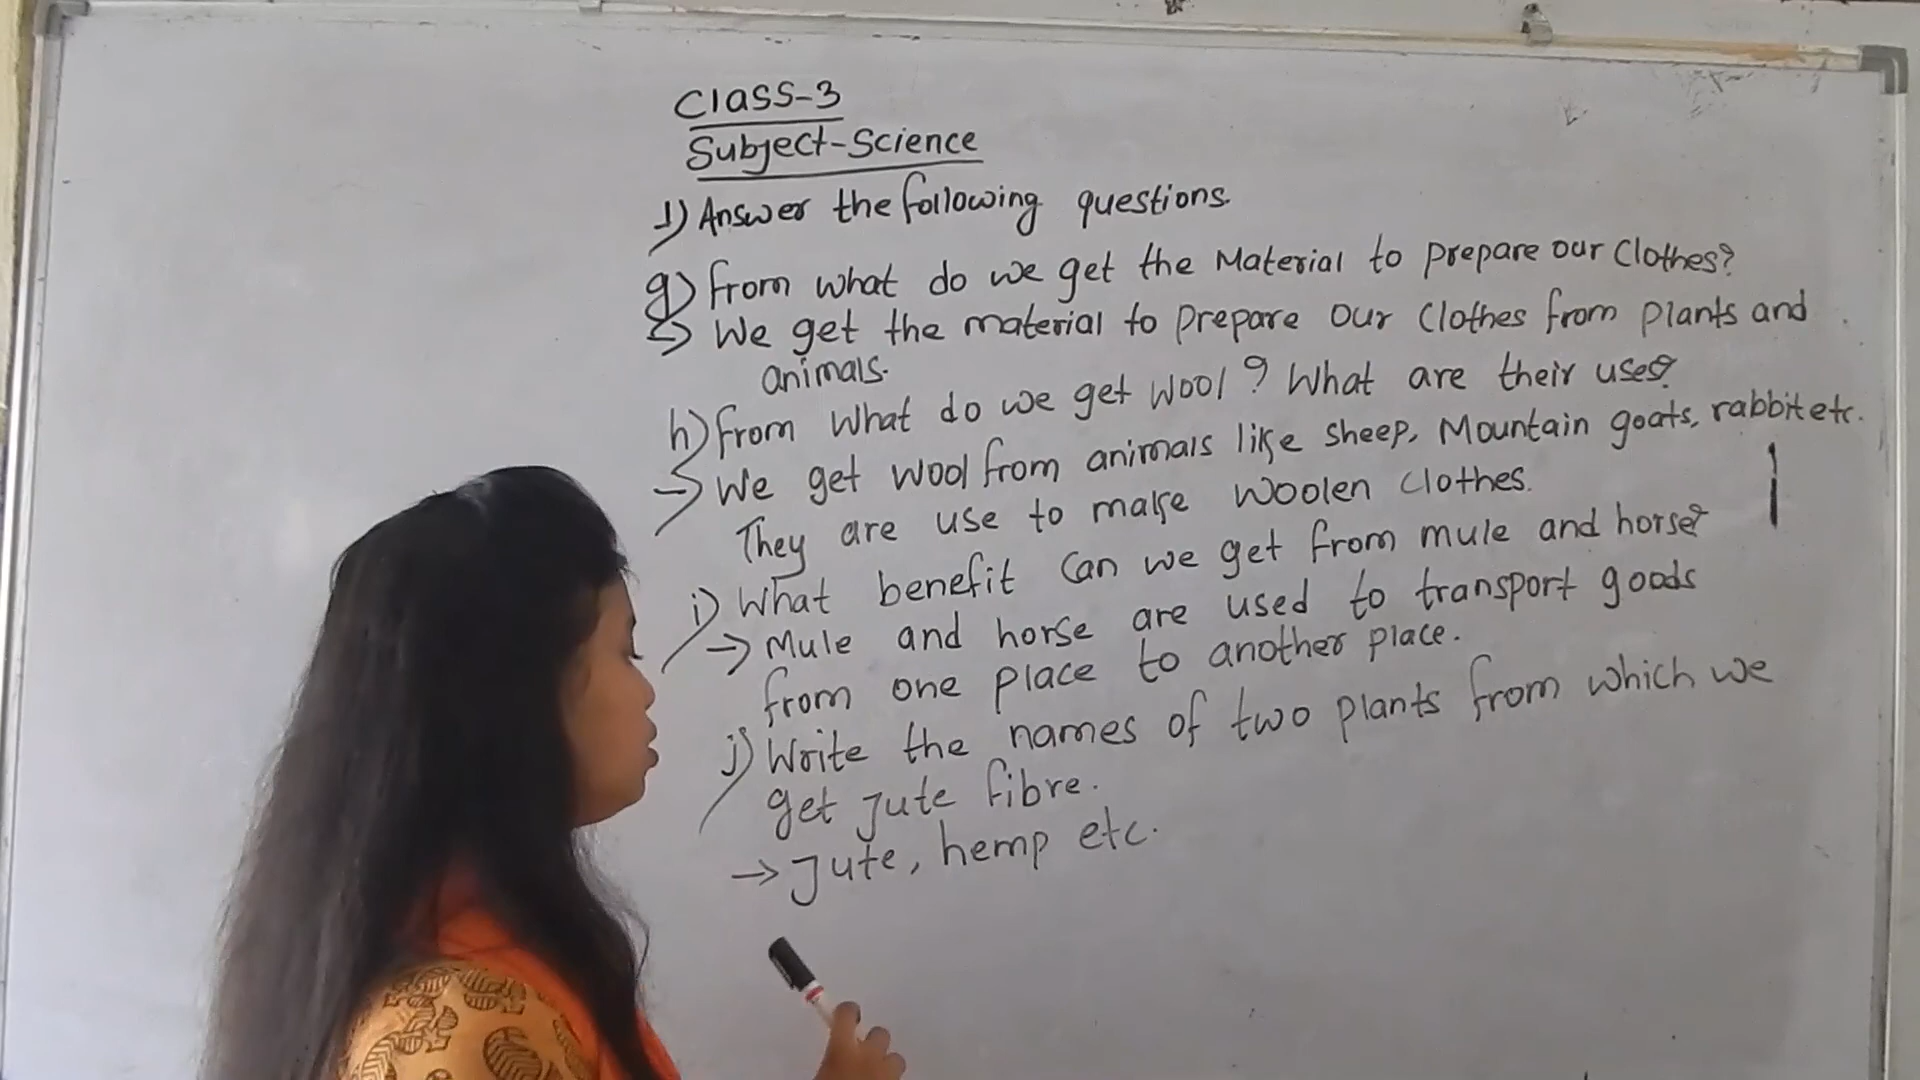 Class-3
Subject-Science
1) Answer the following questions.
g) From what do we get the Material to prepare our Clothes?
→ We get the material to prepare our Clothes from plants and
animals.
h) From What do we get Wool? What are their uses?
→ We get wool from animals like sheep, Mountain goats, rabbit etc.
They are use to make Woolen Clothes.
i) What benefit Can we get from mule and horse?
→ Mule and horse are used to transport goods
from one place to another place.
j) Write the names of two plants from which we
get Jute fibre.
→ Jute, hemp etc.